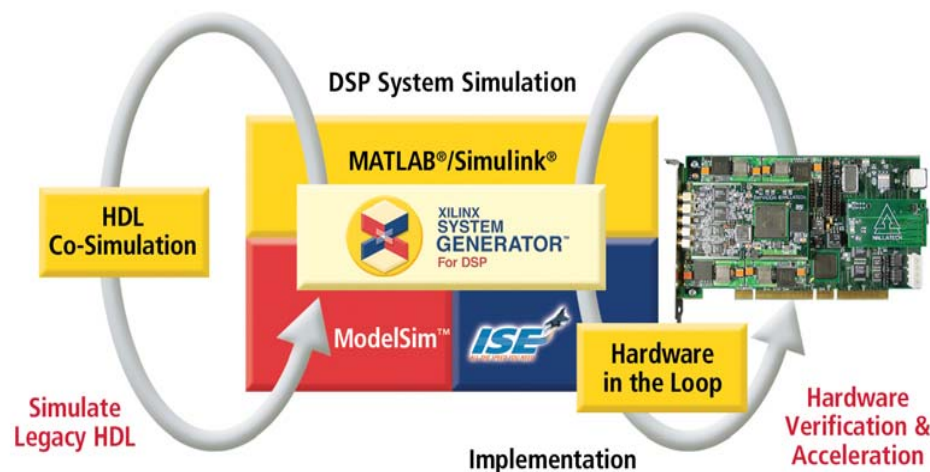 DSP System Simulation
MATLAB®/Simulink®
HDL
Co-Simulation
XILINX
SYSTEM
GENERATOR™
For DSP
NALLATECH
ModelSim™
ISE
Hardware
in the Loop
Simulate
Legacy HDL
Hardware
Verification &
Acceleration
Implementation